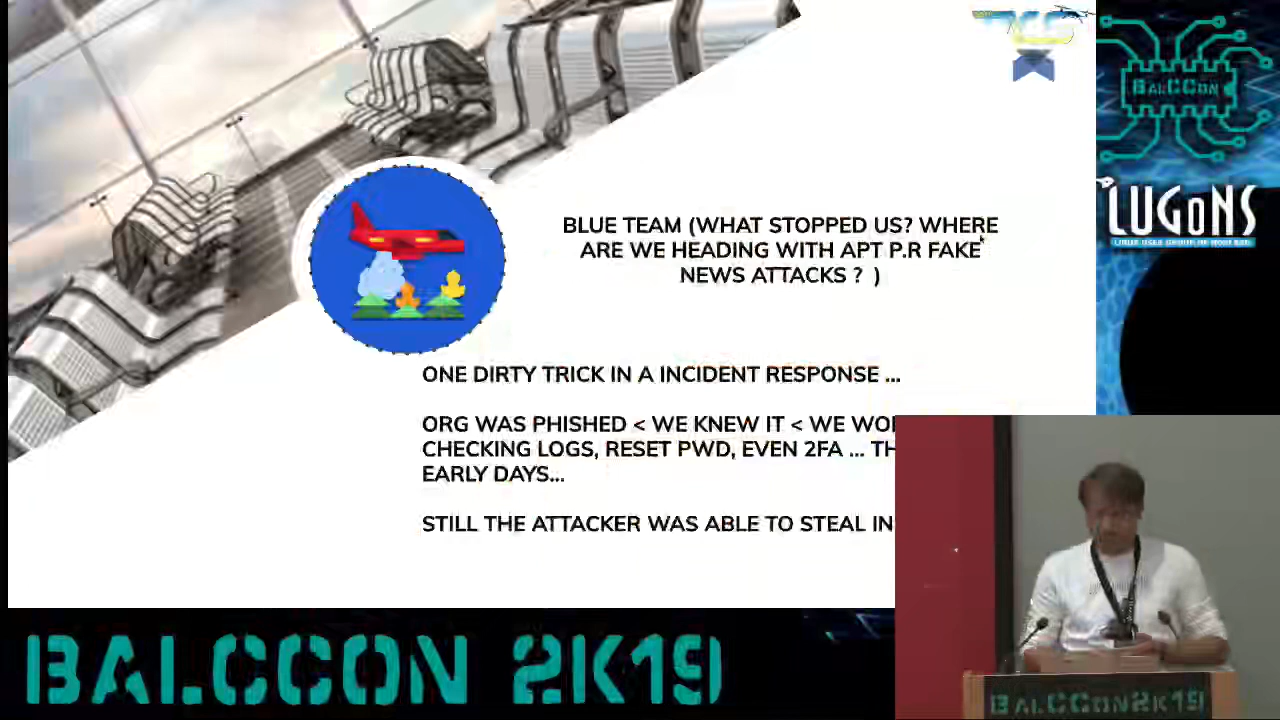 BALCCON
LUGONS
BLUE TEAM (WHAT STOPPED US? WHERE
ARE WE HEADING WITH APT P.R FAKE
NEWS ATTACKS ? )
ONE DIRTY TRICK IN A INCIDENT RESPONSE ...
ORG WAS PHISHED < WE KNEW IT < WE
CHECKING LOGS, RESET PWD, EVEN 2FA ...
EARLY DAYS...
STILL THE ATTACKER WAS ABLE TO STEAL IN
BALCCON 2K19
BALCCON2K19